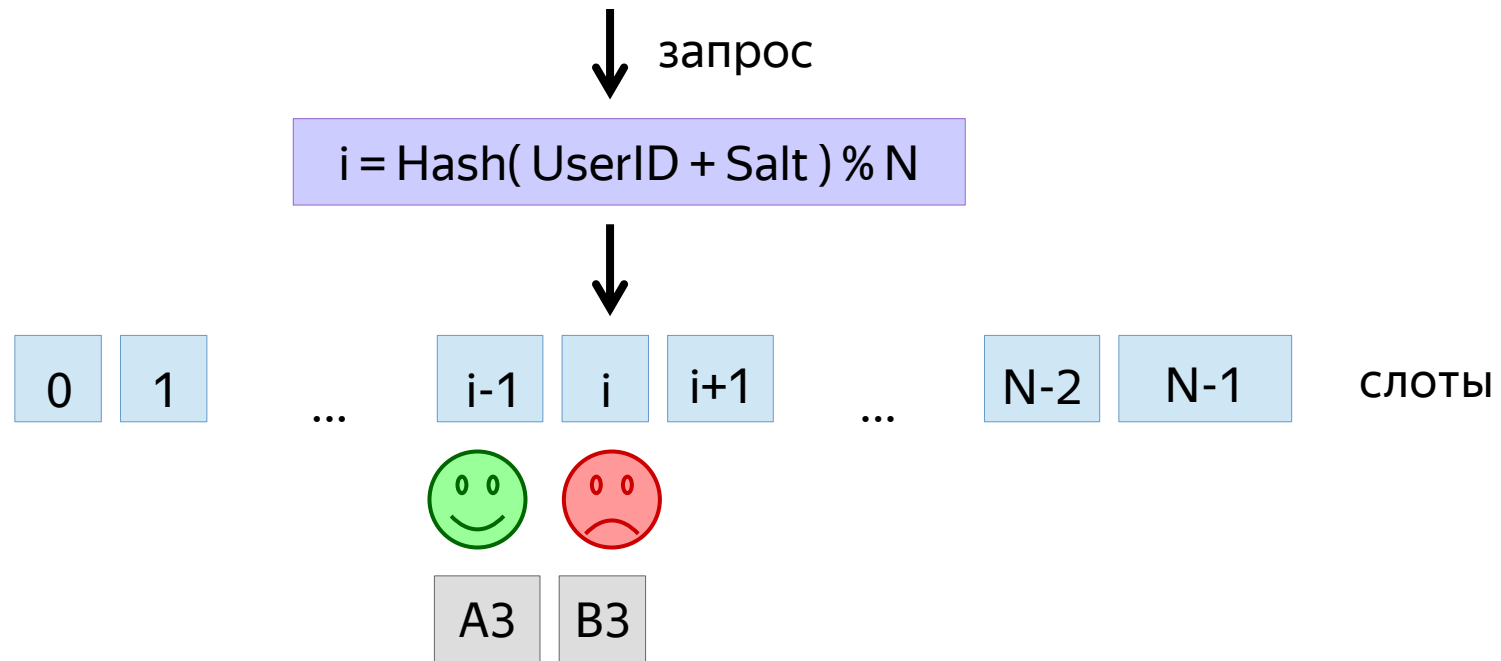 запрос
i = Hash( UserID + Salt ) % N
0 1 ... i-1 i i+1 ... N-2 N-1 слоты
A3 B3